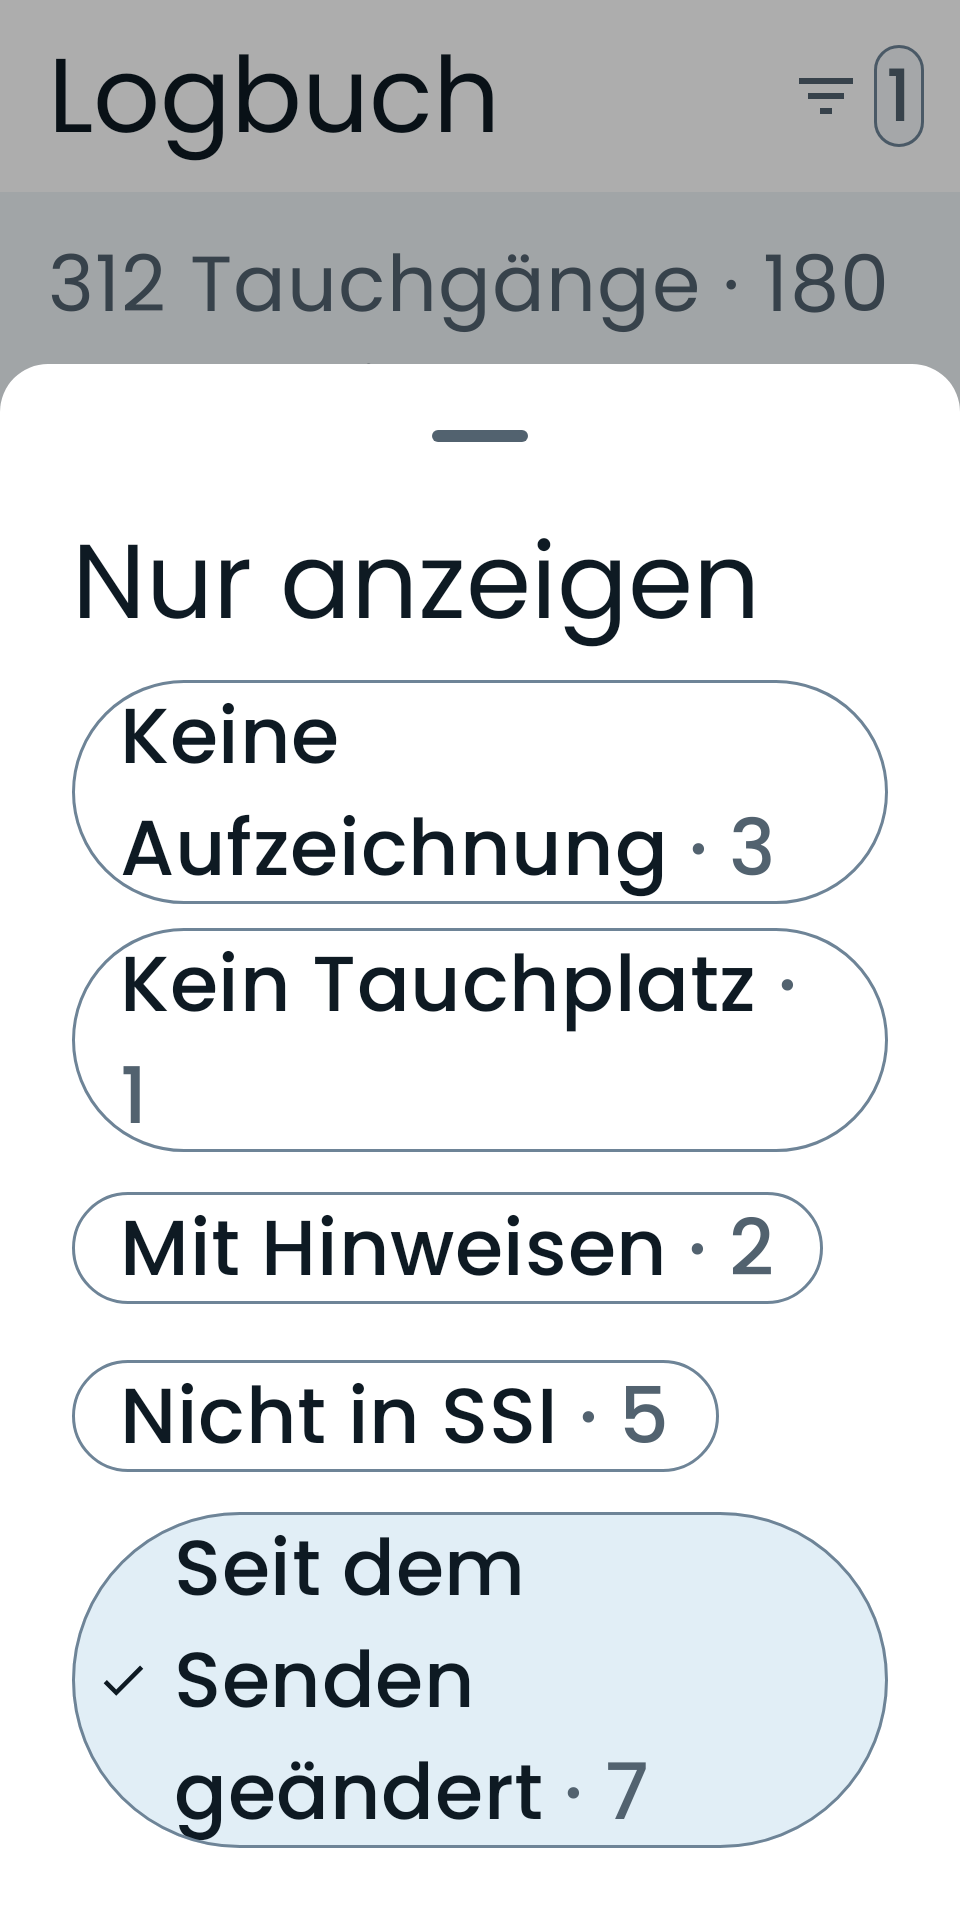 Logbuch
1
312 Tauchgänge · 180
Nur anzeigen
Keine
Aufzeichnung · 3
Kein Tauchplatz ·
1
Mit Hinweisen · 2
Nicht in SSI · 5
Seit dem
Senden
geändert · 7